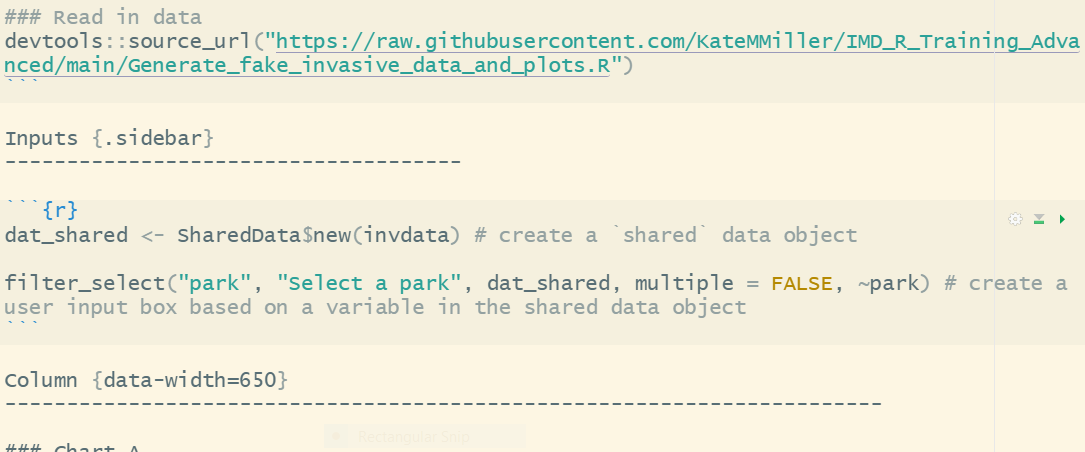 ### Read in data
devtools::source_url("https://raw.githubusercontent.com/KateMMiller/IMD_R_Training_Adva
nced/main/Generate_fake_invasive_data_and_plots.R")
```
Inputs {.sidebar}
-------------------------------------
```{r}
dat_shared <- SharedData$new(invdata) # create a `shared` data object
filter_select("park", "Select a park", dat_shared, multiple = FALSE, ~park) # create a
user input box based on a variable in the shared data object
```
Column {data-width=650}
-----------------------------------------------------------------------
Rectangular Snip
### Chart A